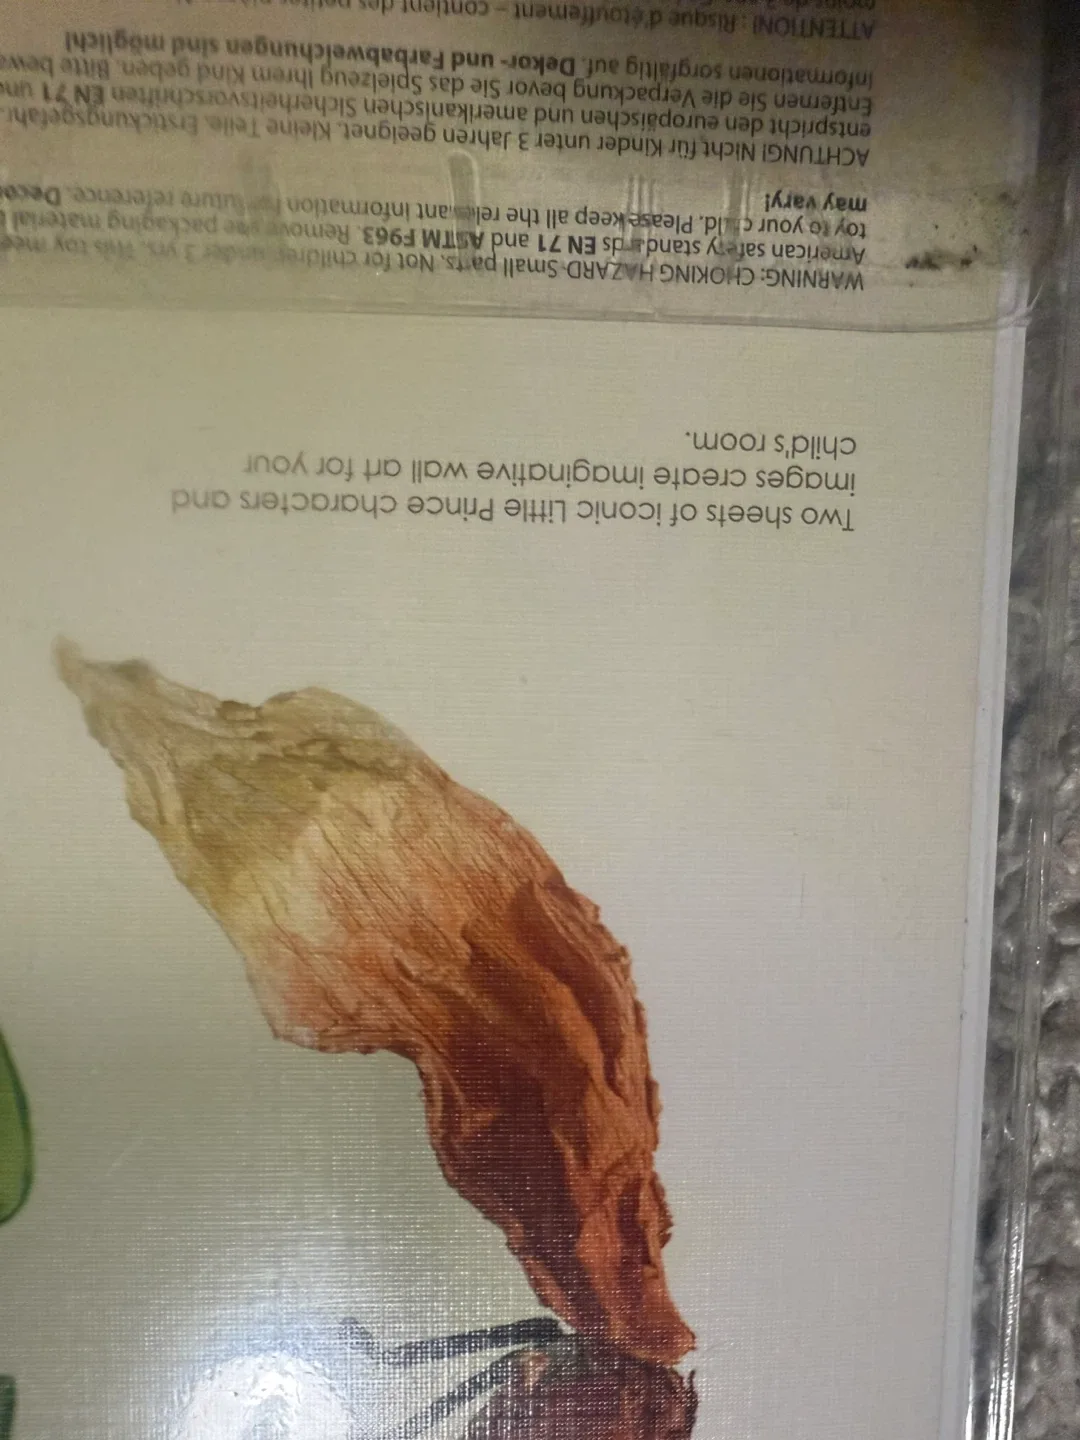 Two sheets of iconic Little Prince characters and
images create imaginative wall art for your
child's room.
WARNING: CHOKING HAZARD-Small parts. Not for children under 3 yrs. This toy mee
American safety standards EN 71 and ASTM F963. Remove the packaging material
toy to your child. Please keep all the relevant information for future reference. Deco
may vary!
ACHTUNG! Nicht für Kinder unter 3 Jahren geeignet. Kleine Teile. Erstickungsgefahr.
entspricht den europäischen und amerikanischen Sicherheitsvorschriften EN 71 un
Entfernen Sie die Verpackung bevor Sie das Spielzeug Ihrem Kind geben. Bitte bewa
Informationen sorgfältig auf. Dekor- und Farbabweichungen sind möglich!
ATTENTION! : Risque d'étouffement – contient des petites